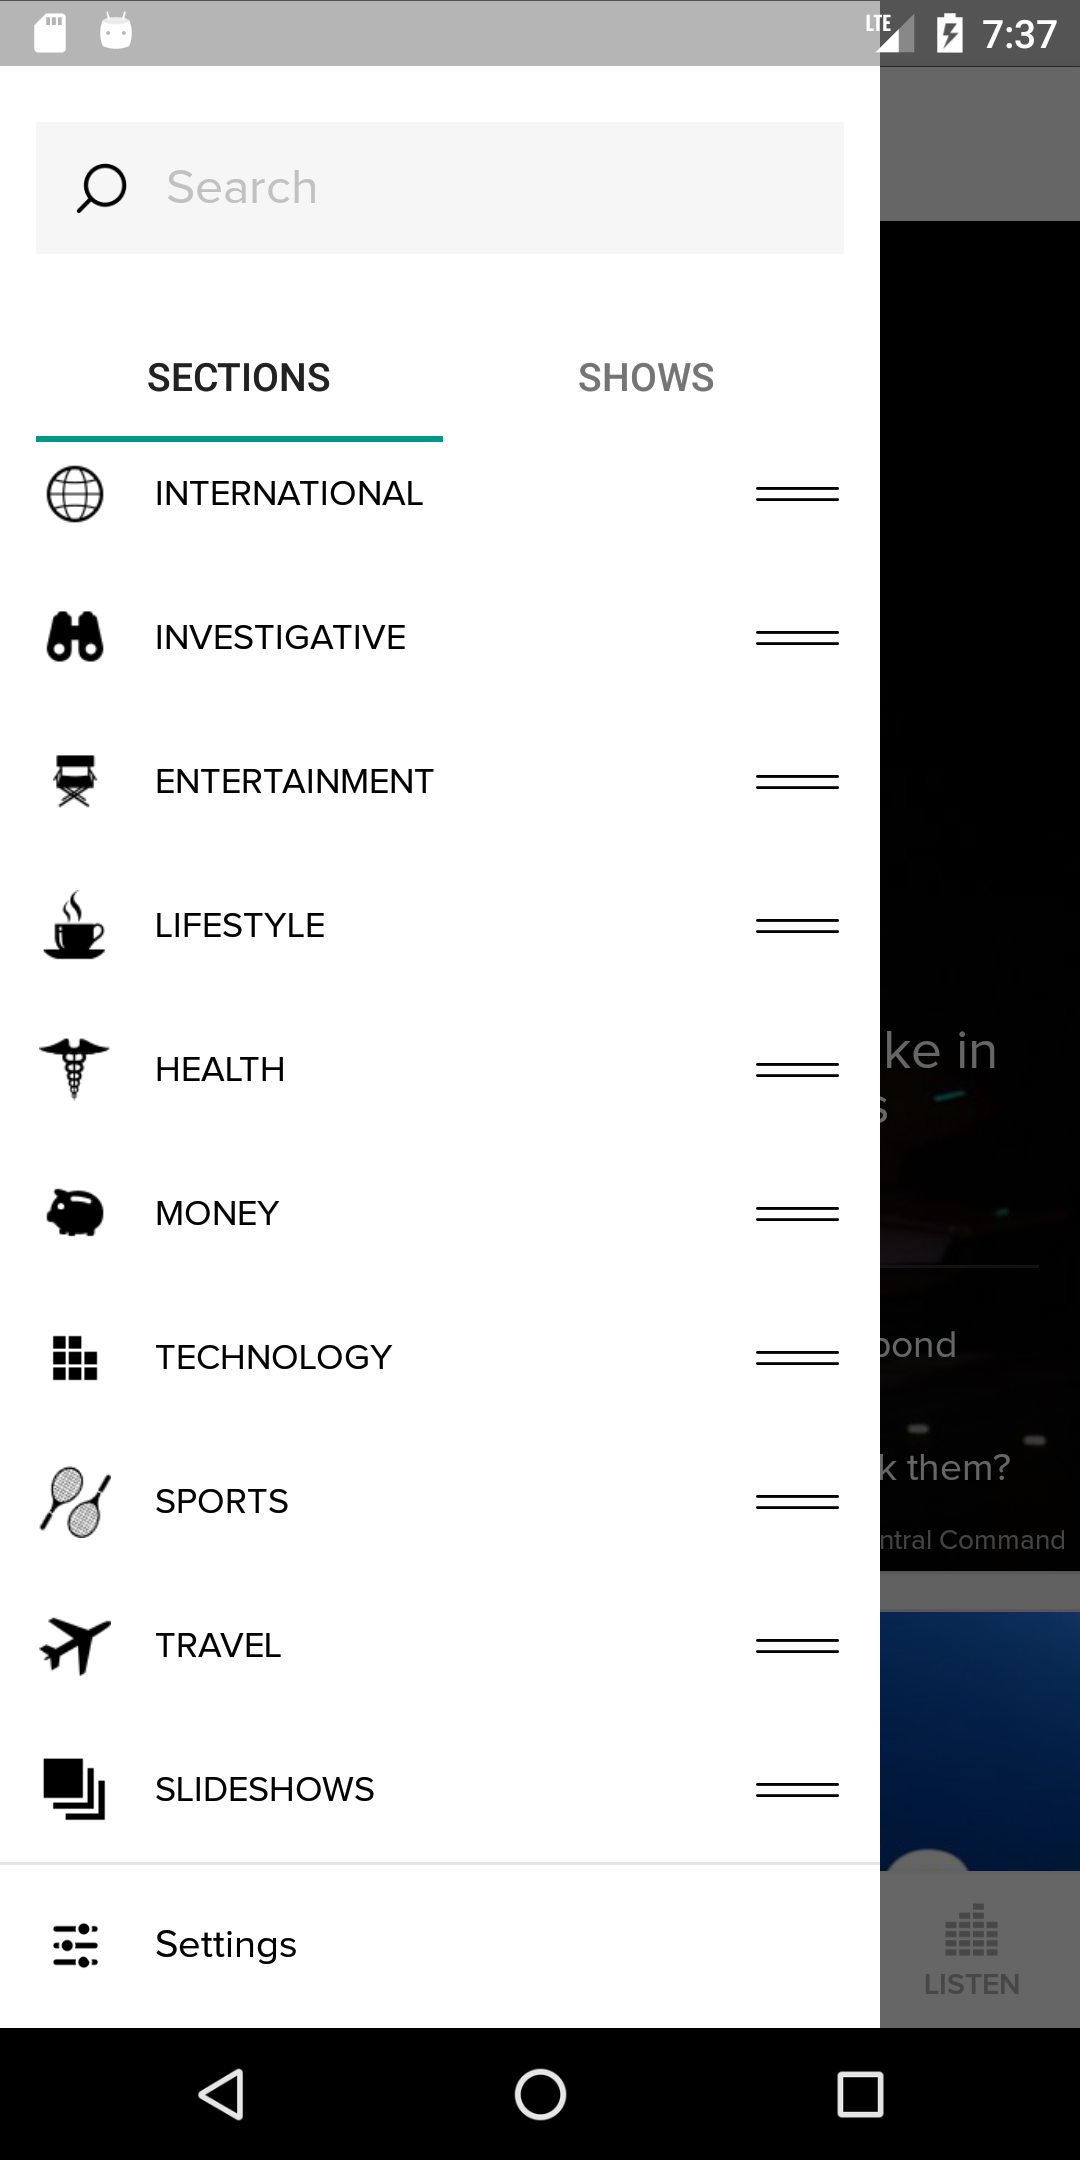 LTE 7:37
Search
SECTIONS SHOWS
INTERNATIONAL
INVESTIGATIVE
ENTERTAINMENT
LIFESTYLE
ke in
HEALTH
s
MONEY
TECHNOLOGY
pond
k them?
SPORTS
ntral Command
TRAVEL
SLIDESHOWS
Settings
LISTEN